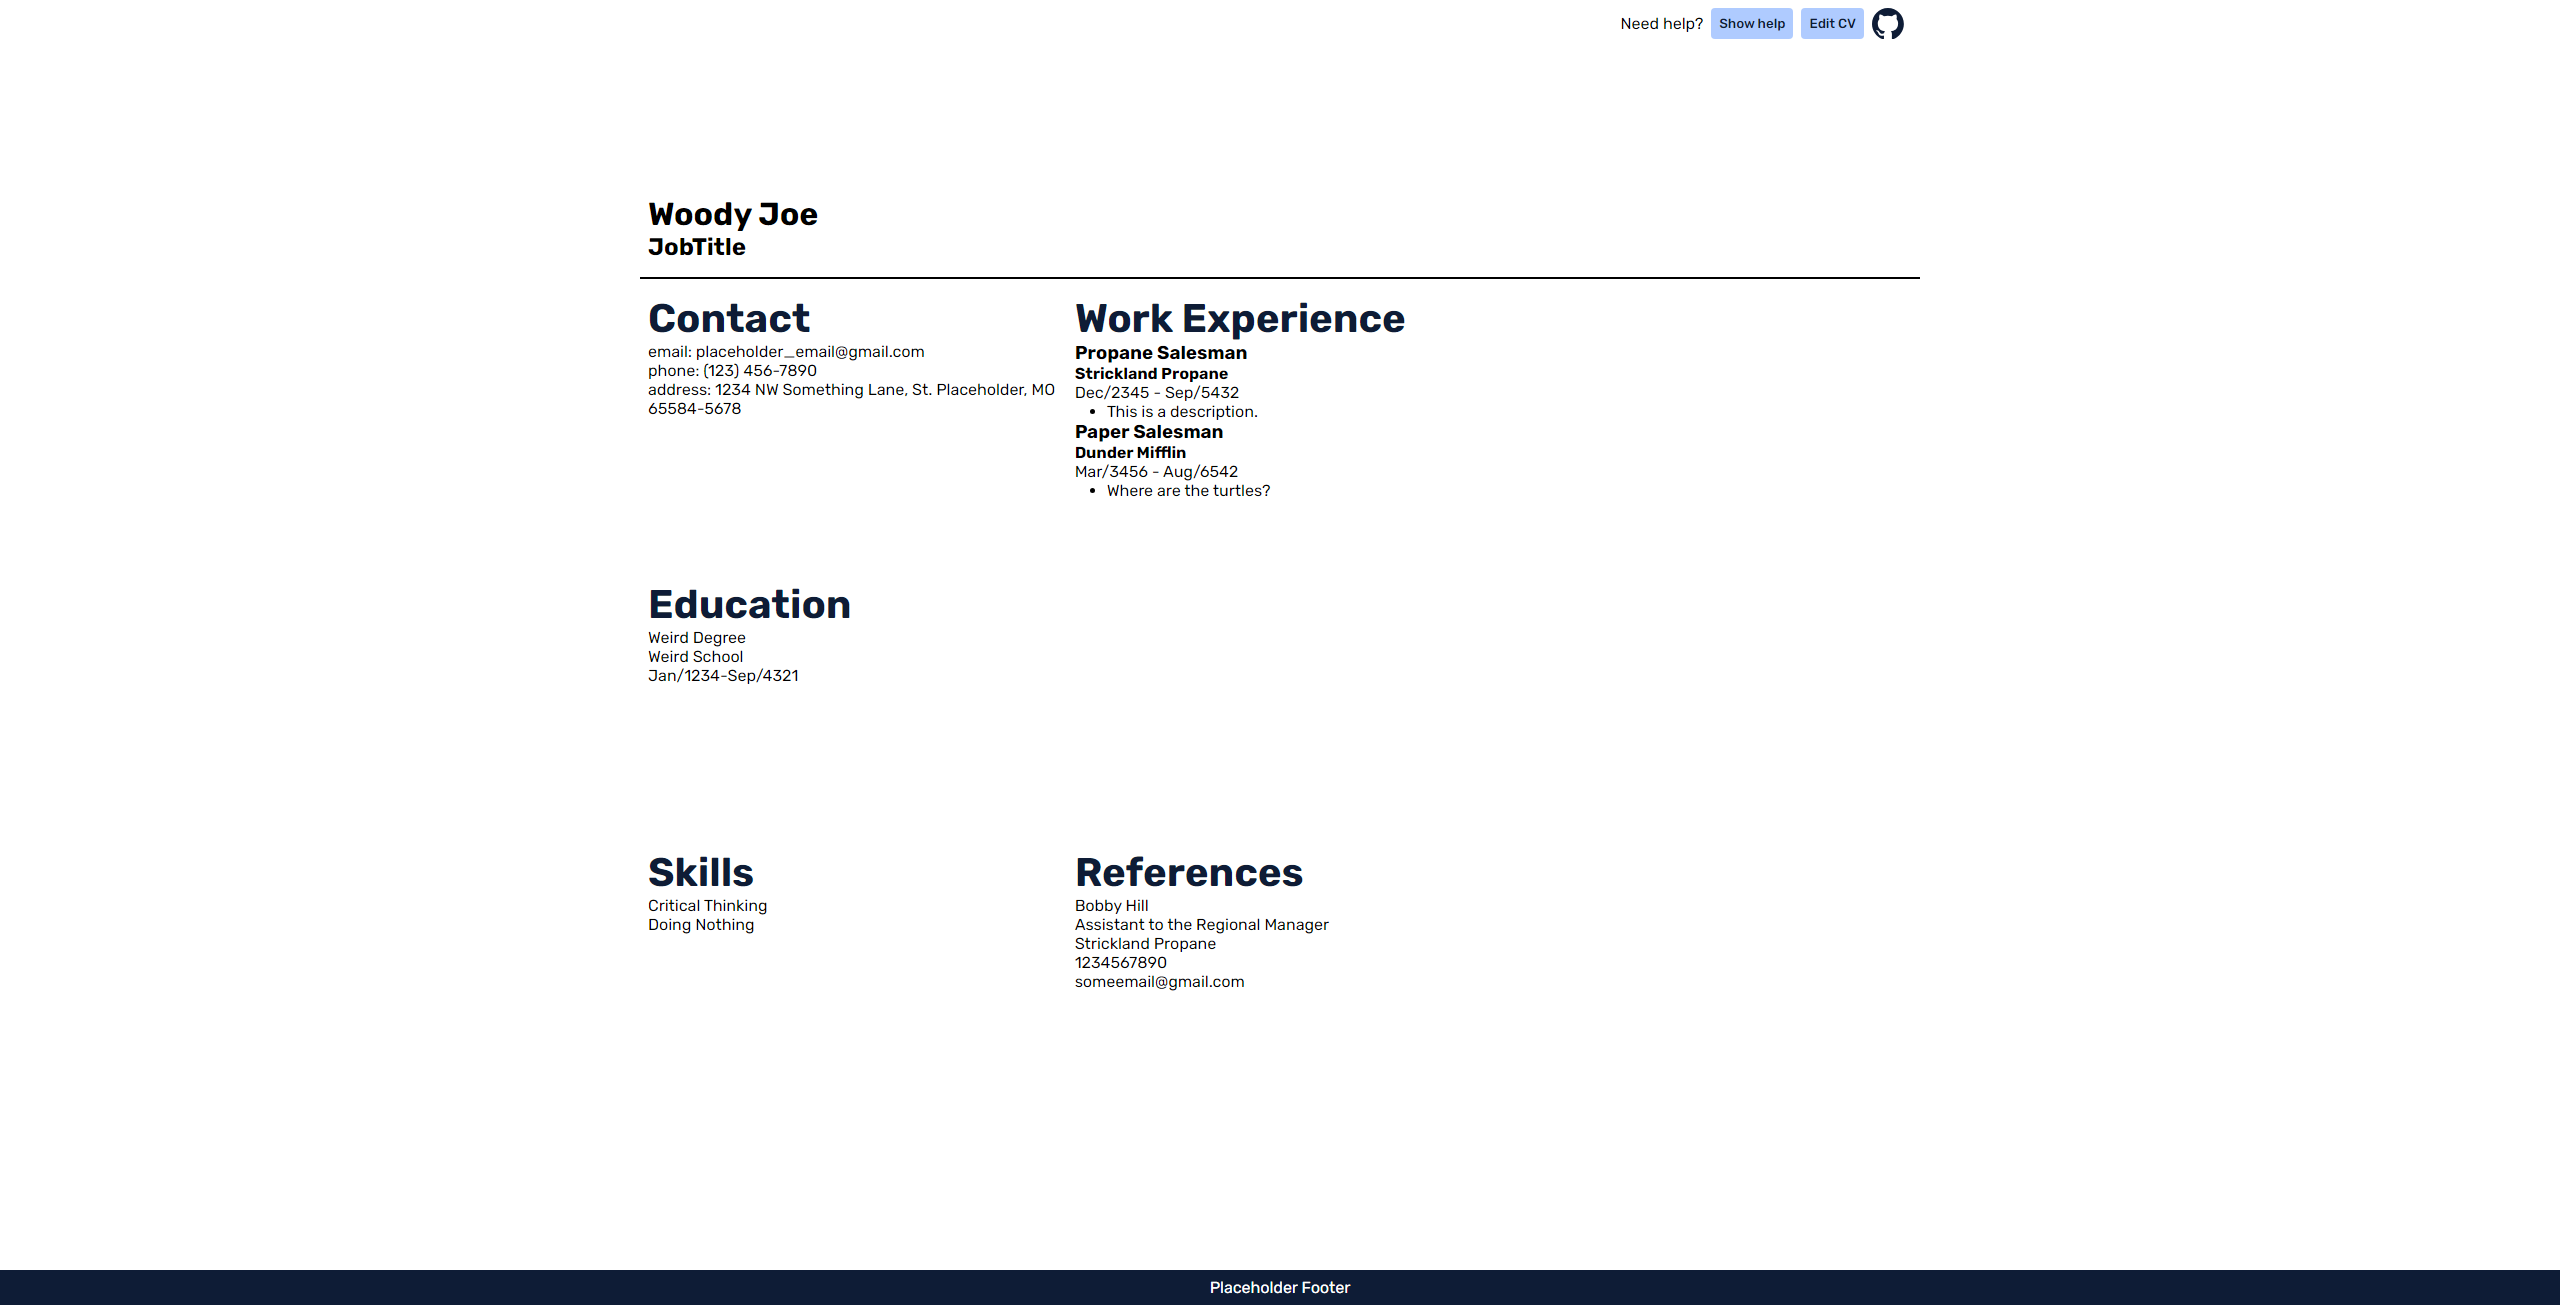 Need help? Show help Edit CV
Woody Joe
JobTitle
Contact
email: placeholder_email@gmail.com
phone: (123) 456-7890
address: 1234 NW Something Lane, St. Placeholder, MO
65584-5678
Work Experience
Propane Salesman
Strickland Propane
Dec/2345 - Sep/5432
• This is a description.
Paper Salesman
Dunder Mifflin
Mar/3456 - Aug/6542
• Where are the turtles?
Education
Weird Degree
Weird School
Jan/1234-Sep/4321
Skills
Critical Thinking
Doing Nothing
References
Bobby Hill
Assistant to the Regional Manager
Strickland Propane
1234567890
someemail@gmail.com
Placeholder Footer